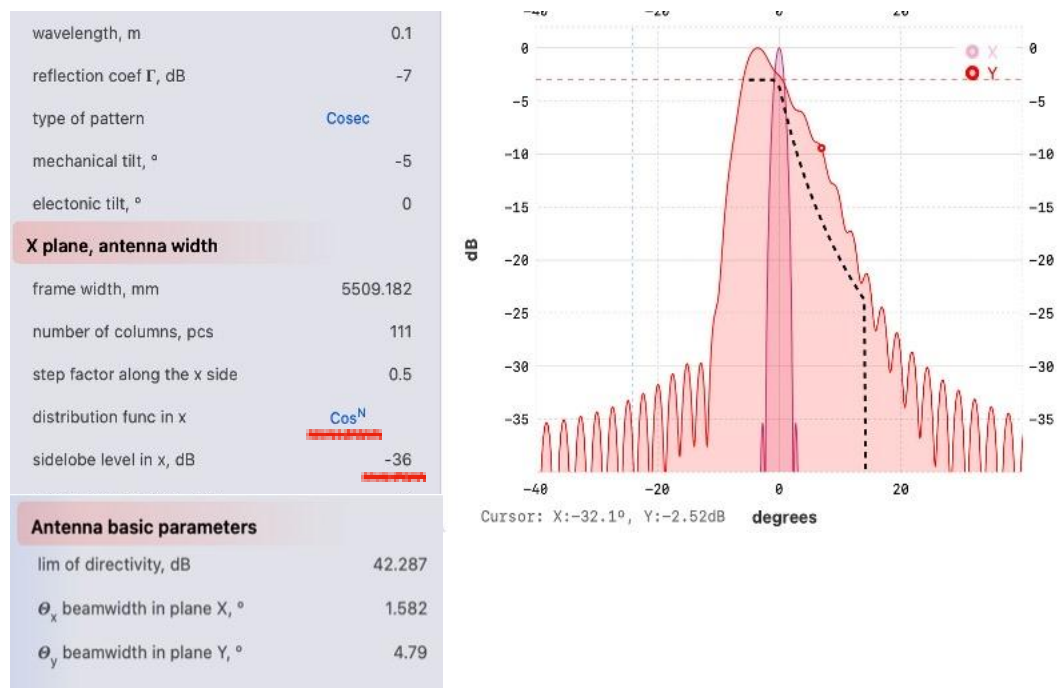 wavelength, m 0.1
reflection coef Γ, dB -7
type of pattern Cosec
mechanical tilt, º -5
electonic tilt, º 0
X plane, antenna width
frame width, mm 5509.182
number of columns, pcs 111
step factor along the x side 0.5
distribution func in x Cosᴺ
sidelobe level in x, dB -36
Antenna basic parameters
lim of directivity, dB 42.287
Θx beamwidth in plane X, º 1.582
Θy beamwidth in plane Y, º 4.79
-40 -20 0 20
X
Y
0 0
-5 -5
-10 -10
-15 -15
-20 -20
-25 -25
-30 -30
-35 -35
dB
-40 -20 0 20
Cursor: X:-32.1º, Y:-2.52dB degrees